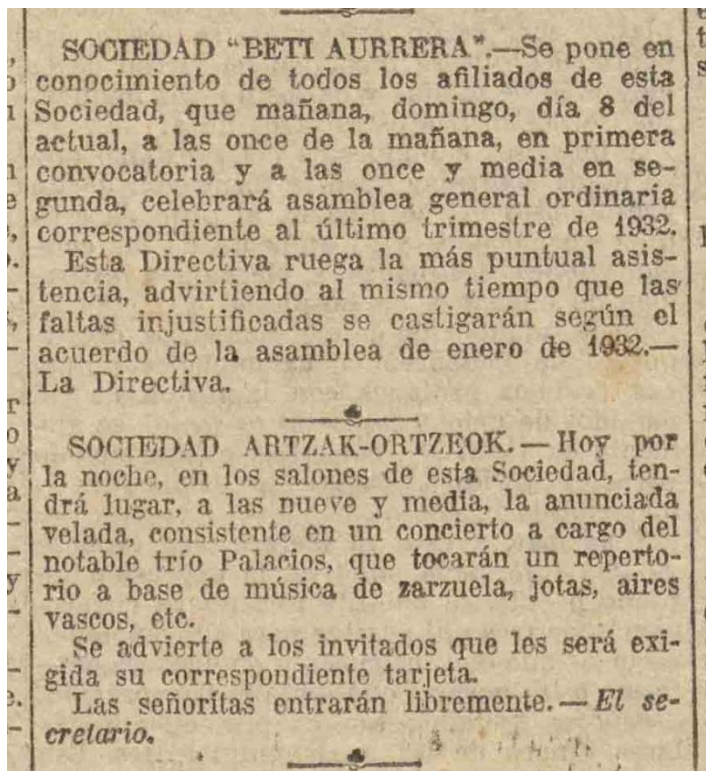 SOCIEDAD "BETI AURRERA".—Se pone en
conocimiento de todos los afiliados de esta
Sociedad, que mañana, domingo, día 8 del
actual, a las once de la mañana, en primera
convocatoria y a las once y media en se-
gunda, celebrará asamblea general ordinaria
correspondiente al último trimestre de 1932.
Esta Directiva ruega la más puntual asis-
tencia, advirtiendo al mismo tiempo que las
faltas injustificadas se castigarán según el
acuerdo de la asamblea de enero de 1932.—
La Directiva.
SOCIEDAD ARTZAK-ORTZEOK.—Hoy por
la noche, en los salones de esta Sociedad, ten-
drá lugar, a las nueve y media, la anunciada
velada, consistente en un concierto a cargo del
notable trío Palacios, que tocarán un reperto-
rio a base de música de zarzuela, jotas, aires
vascos, etc.
Se advierte a los invitados que les será exi-
gida su correspondiente tarjeta.
Las señoritas entrarán libremente.—El se-
cretario.